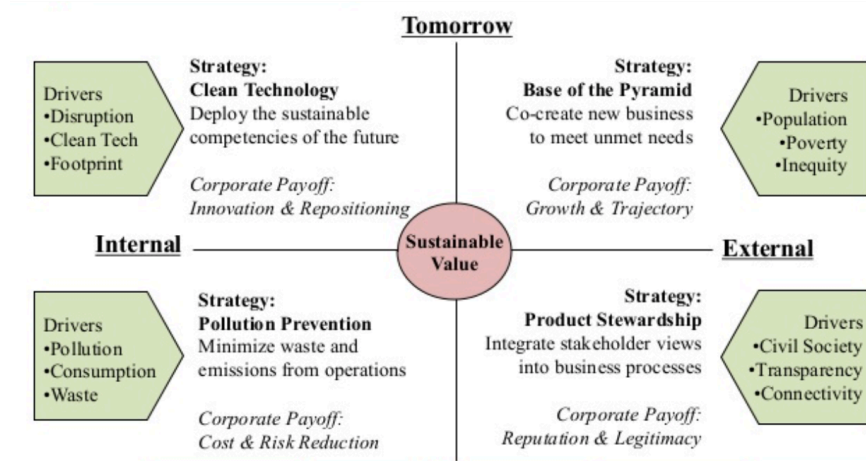 Tomorrow
Drivers
•Disruption
•Clean Tech
•Footprint
Strategy:
Clean Technology
Deploy the sustainable
competencies of the future
Corporate Payoff:
Innovation & Repositioning
Strategy:
Base of the Pyramid
Co-create new business
to meet unmet needs
Corporate Payoff:
Growth & Trajectory
Drivers
•Population
•Poverty
•Inequity
Internal
Sustainable
Value
External
Drivers
•Pollution
•Consumption
•Waste
Strategy:
Pollution Prevention
Minimize waste and
emissions from operations
Corporate Payoff:
Cost & Risk Reduction
Strategy:
Product Stewardship
Integrate stakeholder views
into business processes
Corporate Payoff:
Reputation & Legitimacy
Drivers
•Civil Society
•Transparency
•Connectivity